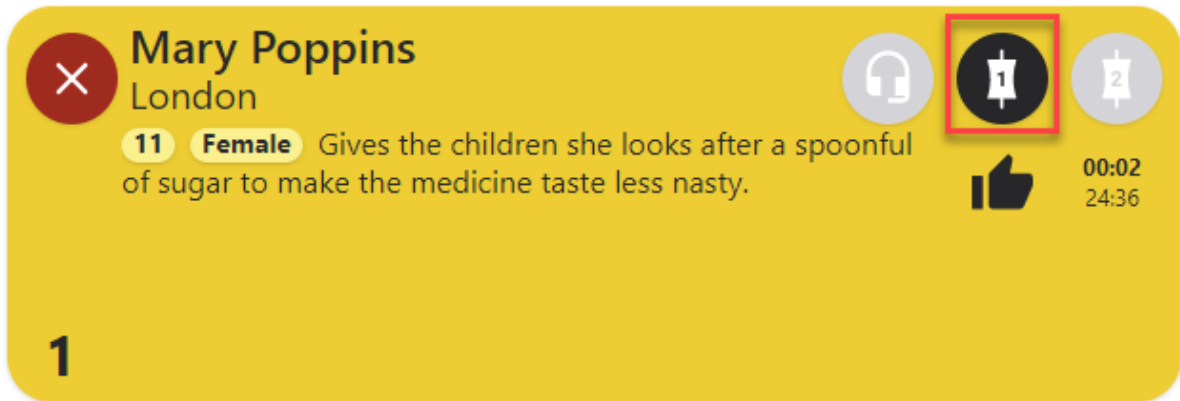 Mary Poppins
London
1
2
11 Female Gives the children she looks after a spoonful
of sugar to make the medicine taste less nasty.
00:02
24:36
1